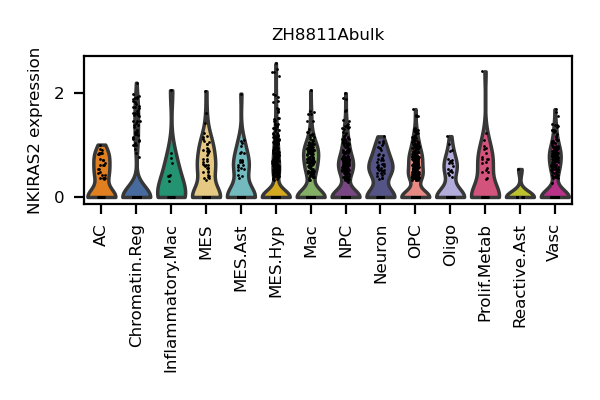 ZH8811Abulk
NKIRAS2 expression
2
0
AC
Chromatin.Reg
Inflammatory.Mac
MES
MES.Ast
MES.Hyp
Mac
NPC
Neuron
OPC
Oligo
Prolif.Metab
Reactive.Ast
Vasc